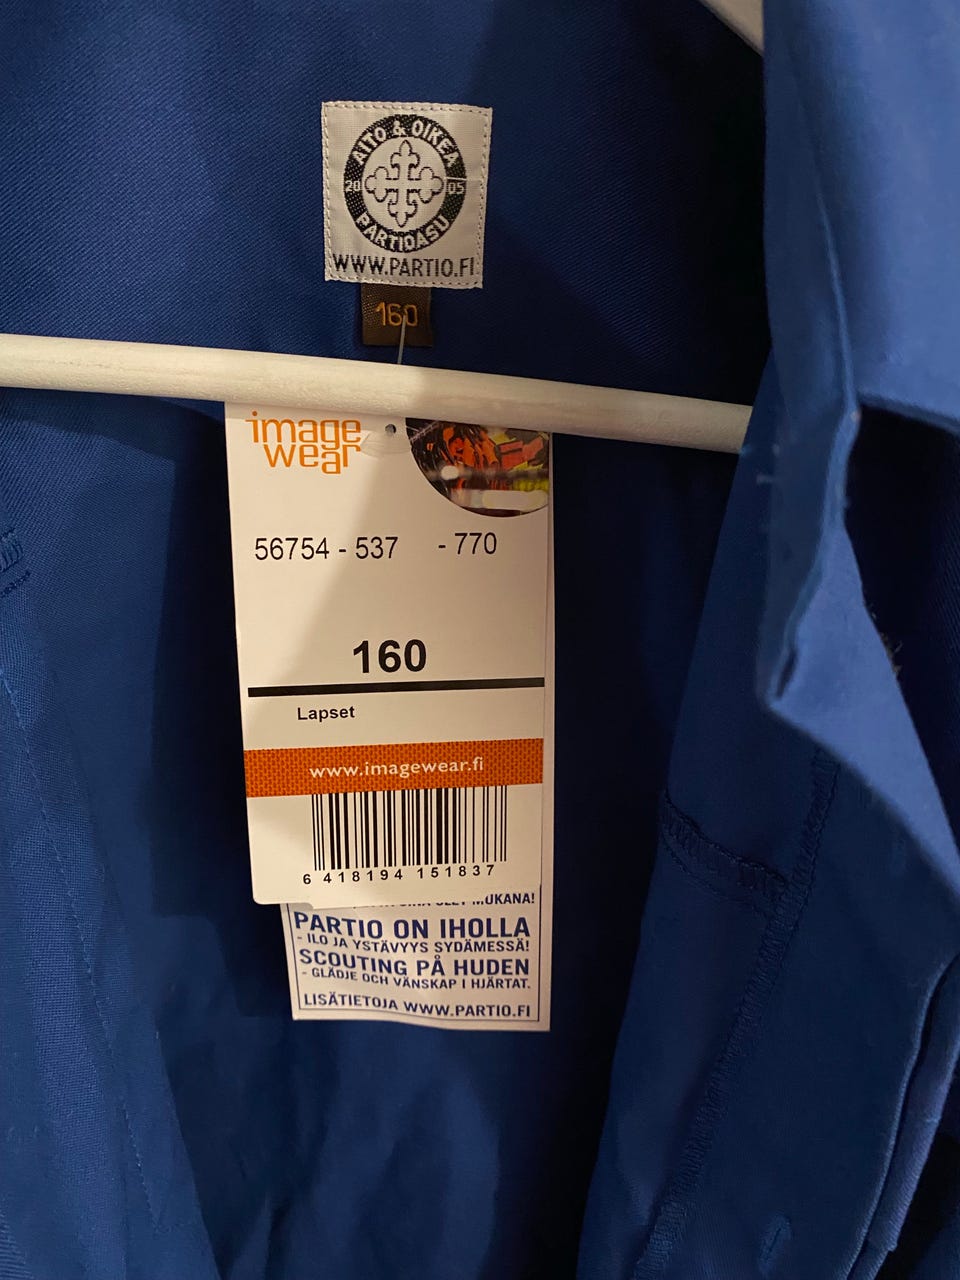 AITO & OIKEA
20 05
PARTIOASU
WWW.PARTIO.FI
160
image
wear
56754 - 537 - 770
160
Lapset
www.imagewear.fi
6 418194 151837
MUKANA!
PARTIO ON IHOLLA
- ILO JA YSTÄVYYS SYDÄMESSÄ!
SCOUTING PÅ HUDEN
- GLÄDJE OCH VÄNSKAP I HJÄRTAT.
LISÄTIETOJA WWW.PARTIO.FI